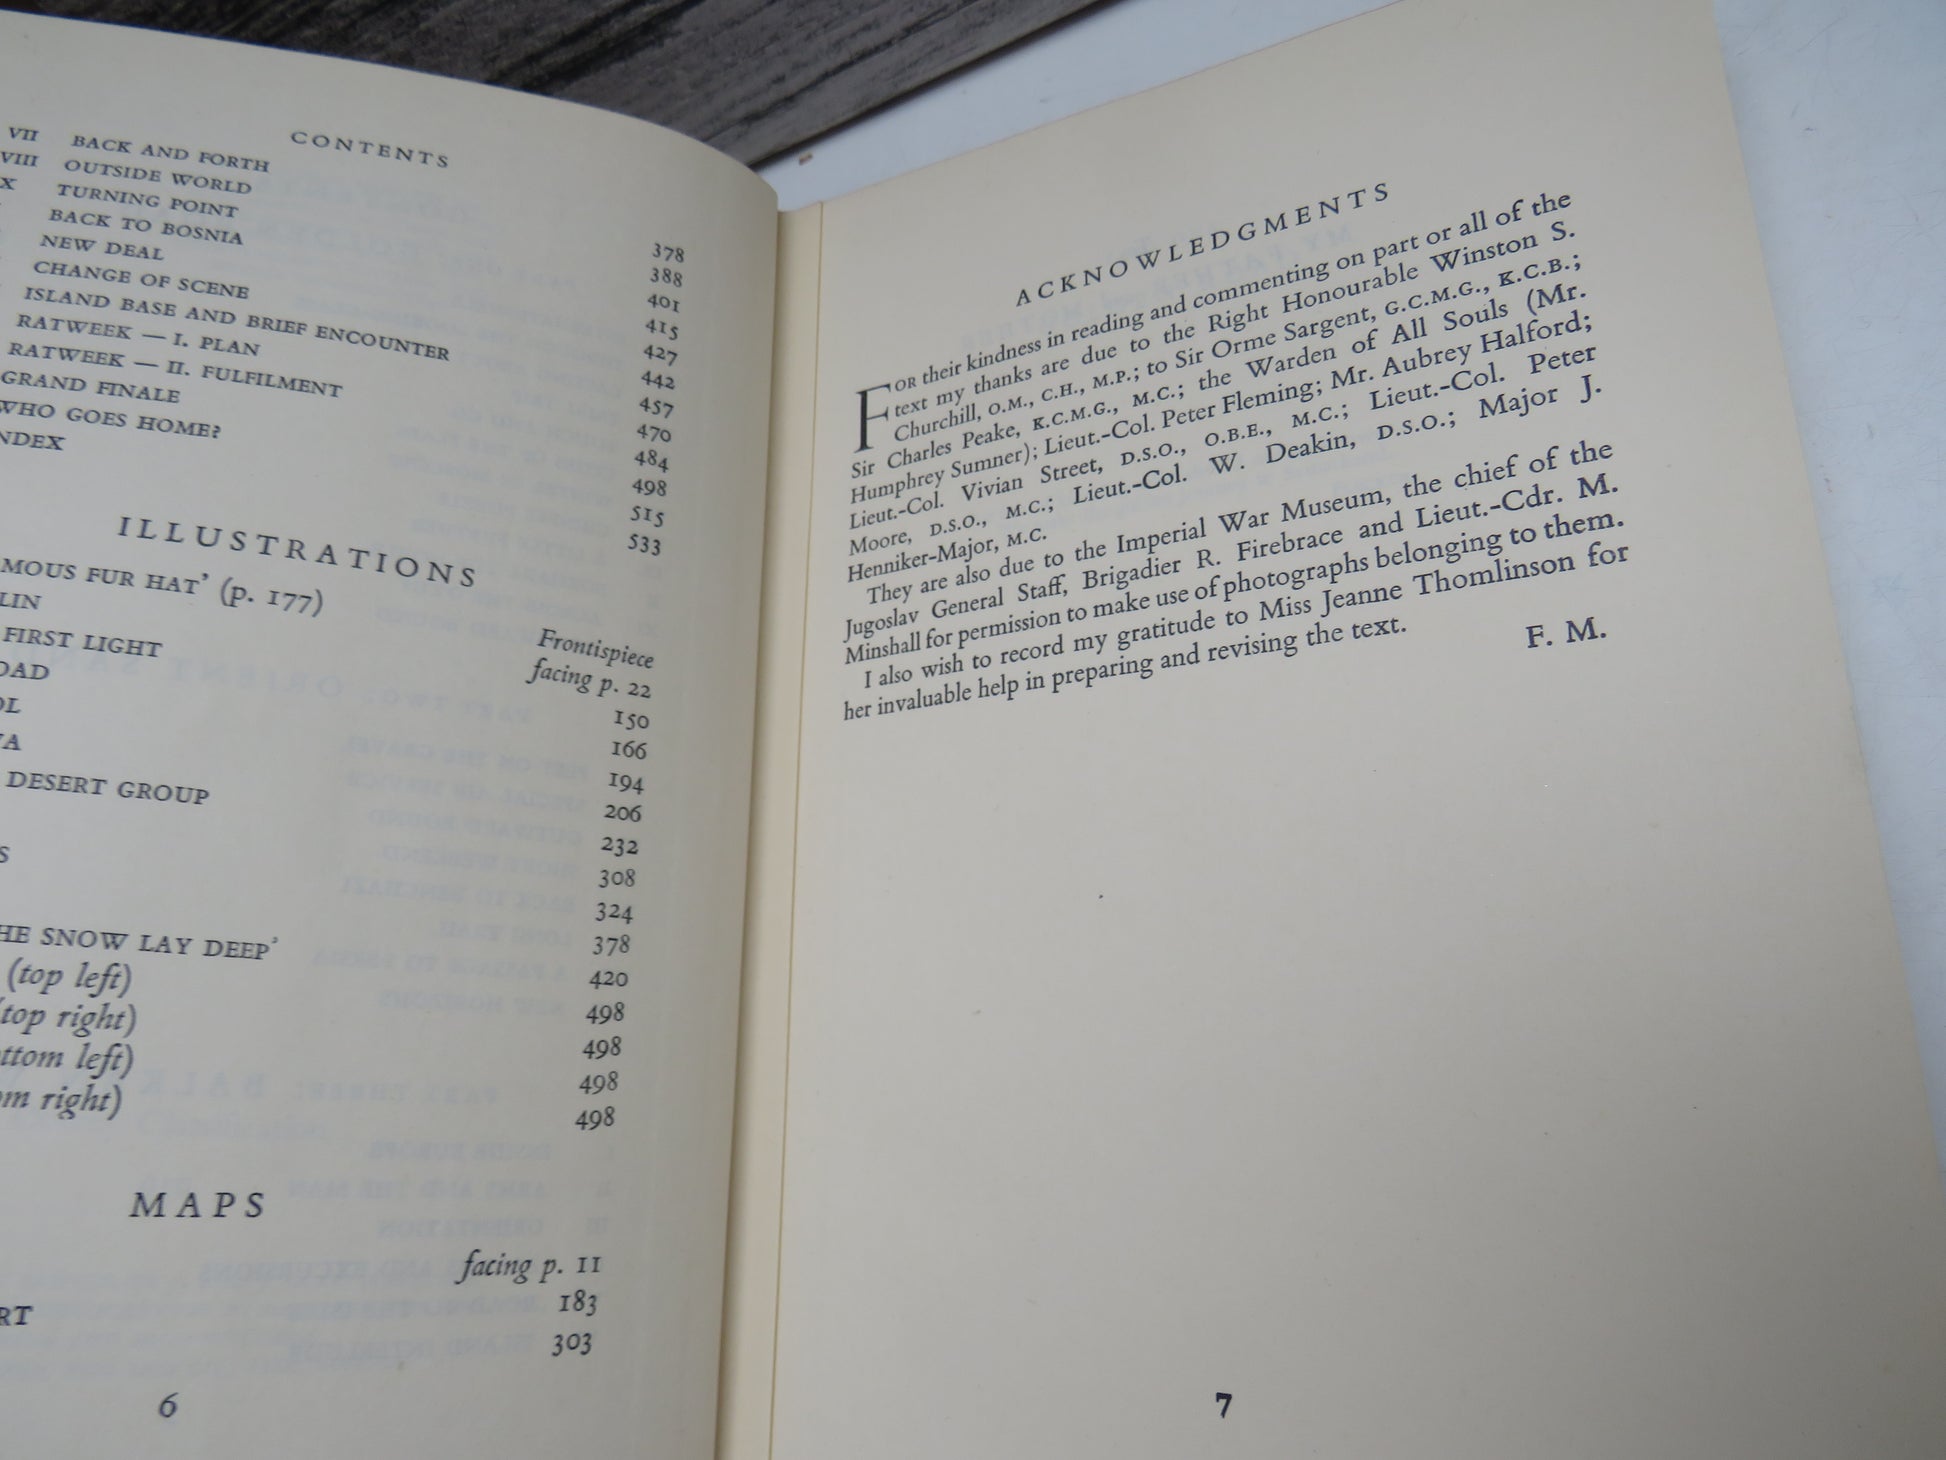 CONTENTS
VII BACK AND FORTH 378
VIII OUTSIDE WORLD 388
X TURNING POINT 401
BACK TO BOSNIA 415
NEW DEAL 427
CHANGE OF SCENE 442
ISLAND BASE AND BRIEF ENCOUNTER 457
RATWEEK — I. PLAN 470
RATWEEK — II. FULFILMENT 484
GRAND FINALE 498
WHO GOES HOME? 515
NDEX 533
ILLUSTRATIONS
MOUS FUR HAT’ (p. 177) Frontispiece
LIN facing p. 22
FIRST LIGHT 150
OAD 166
OL 194
VA 206
DESERT GROUP 232
308
S 324
378
HE SNOW LAY DEEP’ 420
(top left) 498
top right) 498
ttom left) 498
om right) 498
MAPS
facing p. 11
183
RT 303
6
ACKNOWLEDGMENTS
FOR their kindness in reading and commenting on part or all of the
text my thanks are due to the Right Honourable Winston S.
Churchill, O.M., C.H., M.P.; to Sir Orme Sargent, G.C.M.G., K.C.B.;
Sir Charles Peake, K.C.M.G., M.C.; the Warden of All Souls (Mr.
Humphrey Sumner); Lieut.-Col. Peter Fleming; Mr. Aubrey Halford;
Lieut.-Col. Vivian Street, D.S.O., O.B.E., M.C.; Lieut.-Col. Peter
Moore, D.S.O., M.C.; Lieut.-Col. W. Deakin, D.S.O.; Major J.
Henniker-Major, M.C.
They are also due to the Imperial War Museum, the chief of the
Jugoslav General Staff, Brigadier R. Firebrace and Lieut.-Cdr. M.
Minshall for permission to make use of photographs belonging to them.
I also wish to record my gratitude to Miss Jeanne Thomlinson for
her invaluable help in preparing and revising the text.
F. M.
7